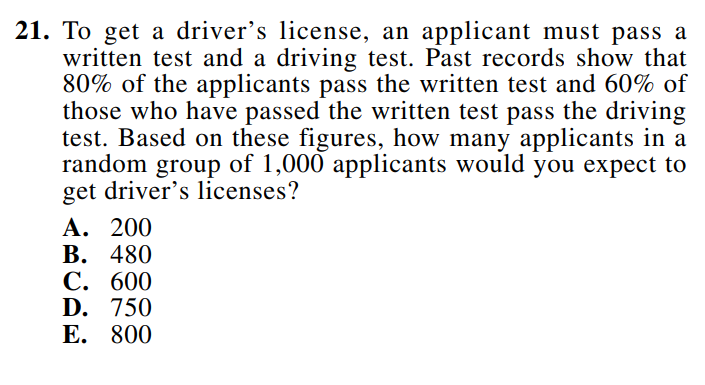 21. To get a driver’s license, an applicant must pass a
written test and a driving test. Past records show that
80% of the applicants pass the written test and 60% of
those who have passed the written test pass the driving
test. Based on these figures, how many applicants in a
random group of 1,000 applicants would you expect to
get driver’s licenses?
A. 200
B. 480
C. 600
D. 750
E. 800